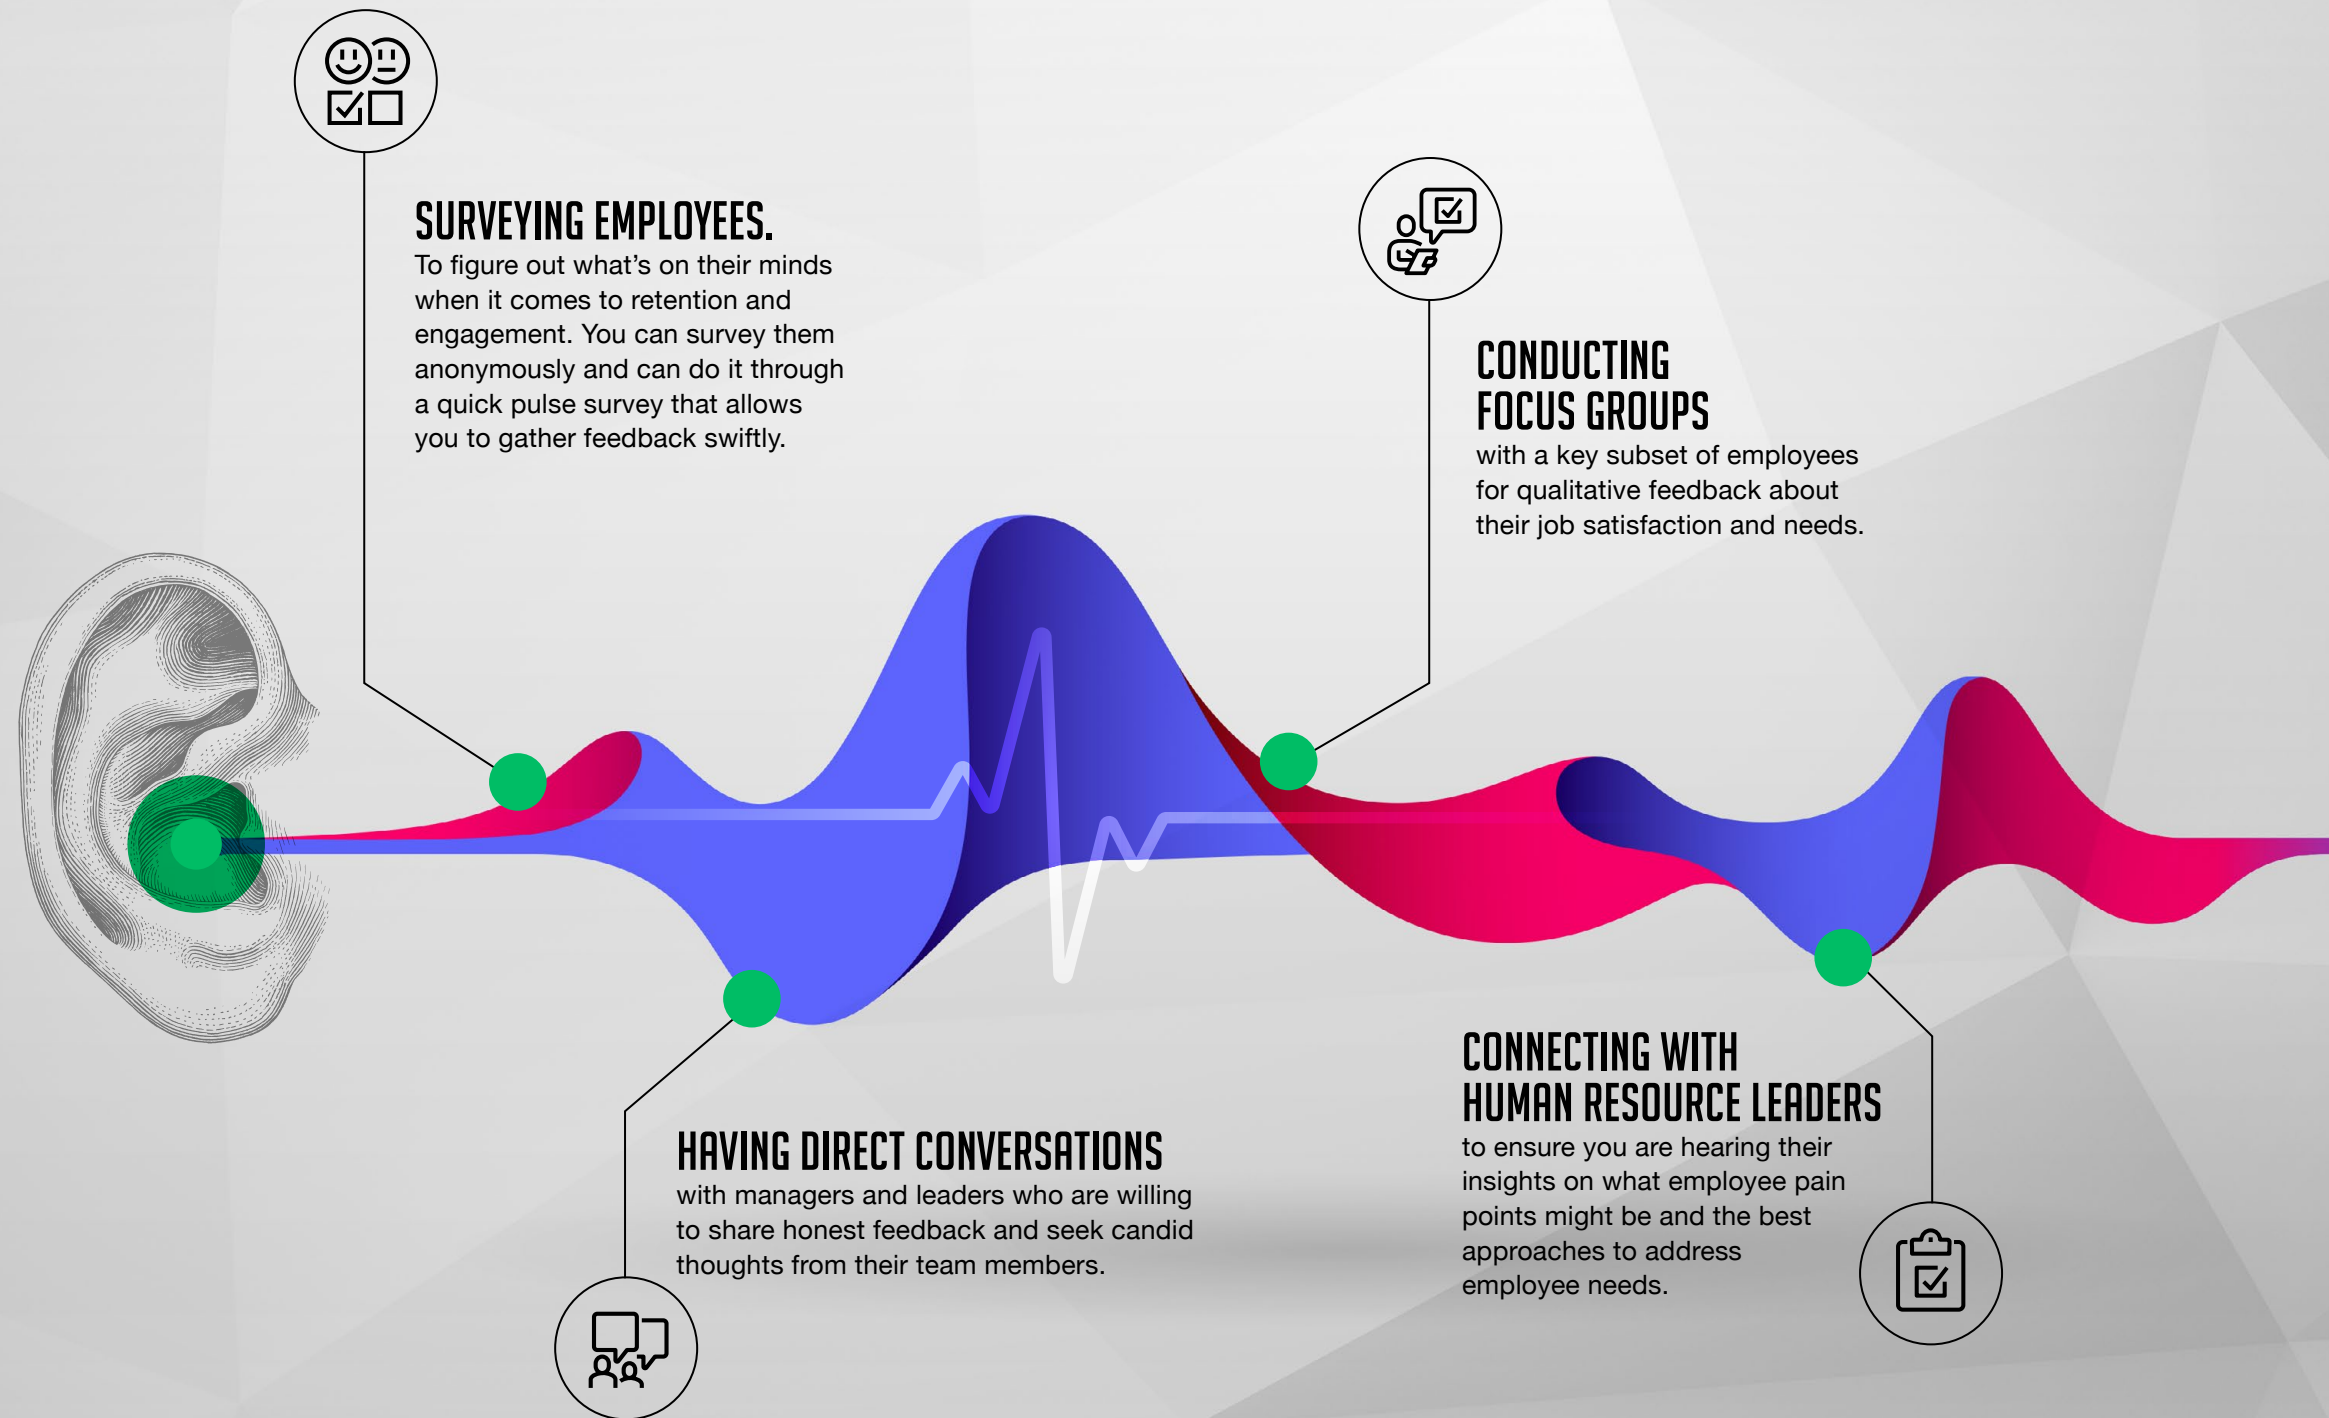 SURVEYING EMPLOYEES.
To figure out what's on their minds
when it comes to retention and
engagement. You can survey them
anonymously and can do it through
a quick pulse survey that allows
you to gather feedback swiftly.
HAVING DIRECT CONVERSATIONS
with managers and leaders who are willing
to share honest feedback and seek candid
thoughts from their team members.
CONDUCTING
FOCUS GROUPS
with a key subset of employees
for qualitative feedback about
their job satisfaction and needs.
CONNECTING WITH
HUMAN RESOURCE LEADERS
to ensure you are hearing their
insights on what employee pain
points might be and the best
approaches to address
employee needs.